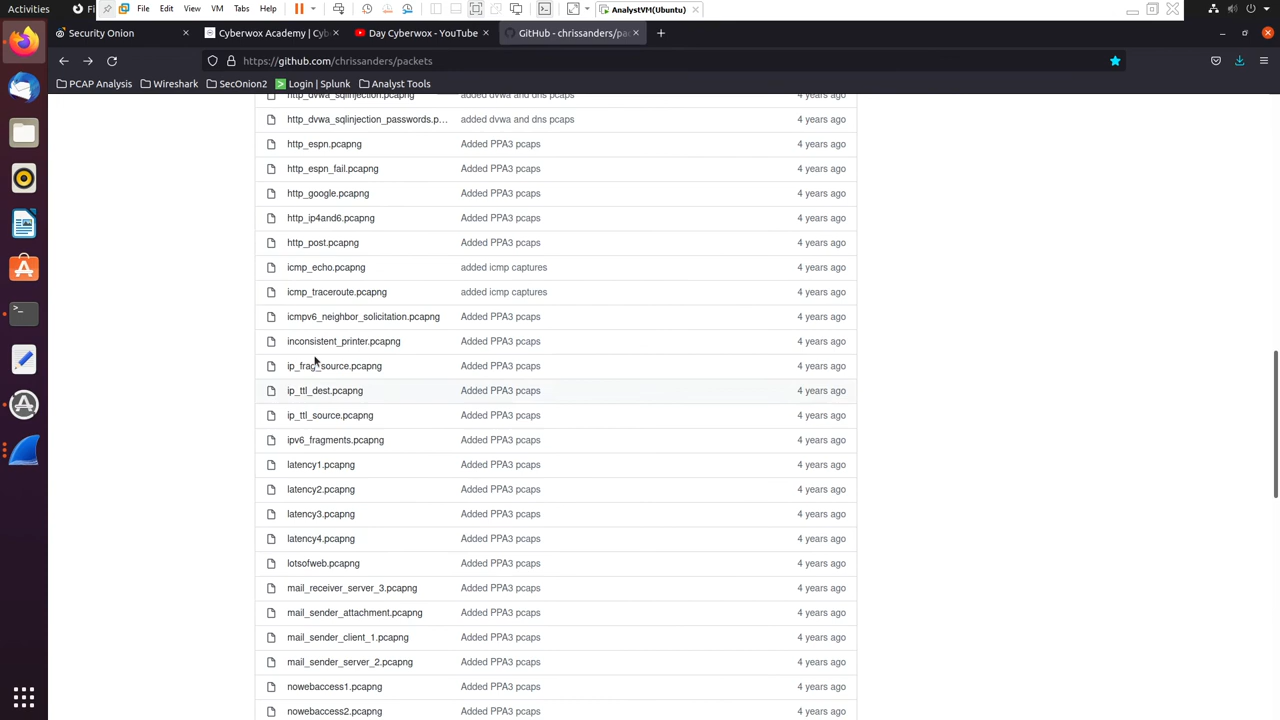 Activities
Fi
File
Edit
View
VM
Tabs
Help
AnalystVM(Ubuntu)
Security Onion
Cyberwox Academy | Cyb
Day Cyberwox - YouTube
GitHub - chrissanders/pa
https://github.com/chrissanders/packets
PCAP Analysis
Wireshark
SecOnion2
Login | Splunk
Analyst Tools
http_dvwa_sqlinjection.pcapng added dvwa and dns pcaps 4 years ago
http_dvwa_sqlinjection_passwords.p... added dvwa and dns pcaps 4 years ago
http_espn.pcapng Added PPA3 pcaps 4 years ago
http_espn_fail.pcapng Added PPA3 pcaps 4 years ago
http_google.pcapng Added PPA3 pcaps 4 years ago
http_ip4and6.pcapng Added PPA3 pcaps 4 years ago
http_post.pcapng Added PPA3 pcaps 4 years ago
icmp_echo.pcapng added icmp captures 4 years ago
icmp_traceroute.pcapng added icmp captures 4 years ago
icmpv6_neighbor_solicitation.pcapng Added PPA3 pcaps 4 years ago
inconsistent_printer.pcapng Added PPA3 pcaps 4 years ago
ip_frag_source.pcapng Added PPA3 pcaps 4 years ago
ip_ttl_dest.pcapng Added PPA3 pcaps 4 years ago
ip_ttl_source.pcapng Added PPA3 pcaps 4 years ago
ipv6_fragments.pcapng Added PPA3 pcaps 4 years ago
latency1.pcapng Added PPA3 pcaps 4 years ago
latency2.pcapng Added PPA3 pcaps 4 years ago
latency3.pcapng Added PPA3 pcaps 4 years ago
latency4.pcapng Added PPA3 pcaps 4 years ago
lotsofweb.pcapng Added PPA3 pcaps 4 years ago
mail_receiver_server_3.pcapng Added PPA3 pcaps 4 years ago
mail_sender_attachment.pcapng Added PPA3 pcaps 4 years ago
mail_sender_client_1.pcapng Added PPA3 pcaps 4 years ago
mail_sender_server_2.pcapng Added PPA3 pcaps 4 years ago
nowebaccess1.pcapng Added PPA3 pcaps 4 years ago
nowebaccess2.pcapng Added PPA3 pcaps 4 years ago